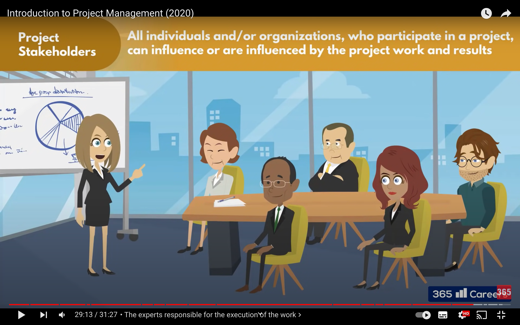 Introduction to Project Management (2020)
Project
Stakeholders
All individuals and/or organizations, who participate in a project,
can influence or are influenced by the project work and results
365 Careers
365
29:13 / 31:27 • The experts responsible for the execution of the work >